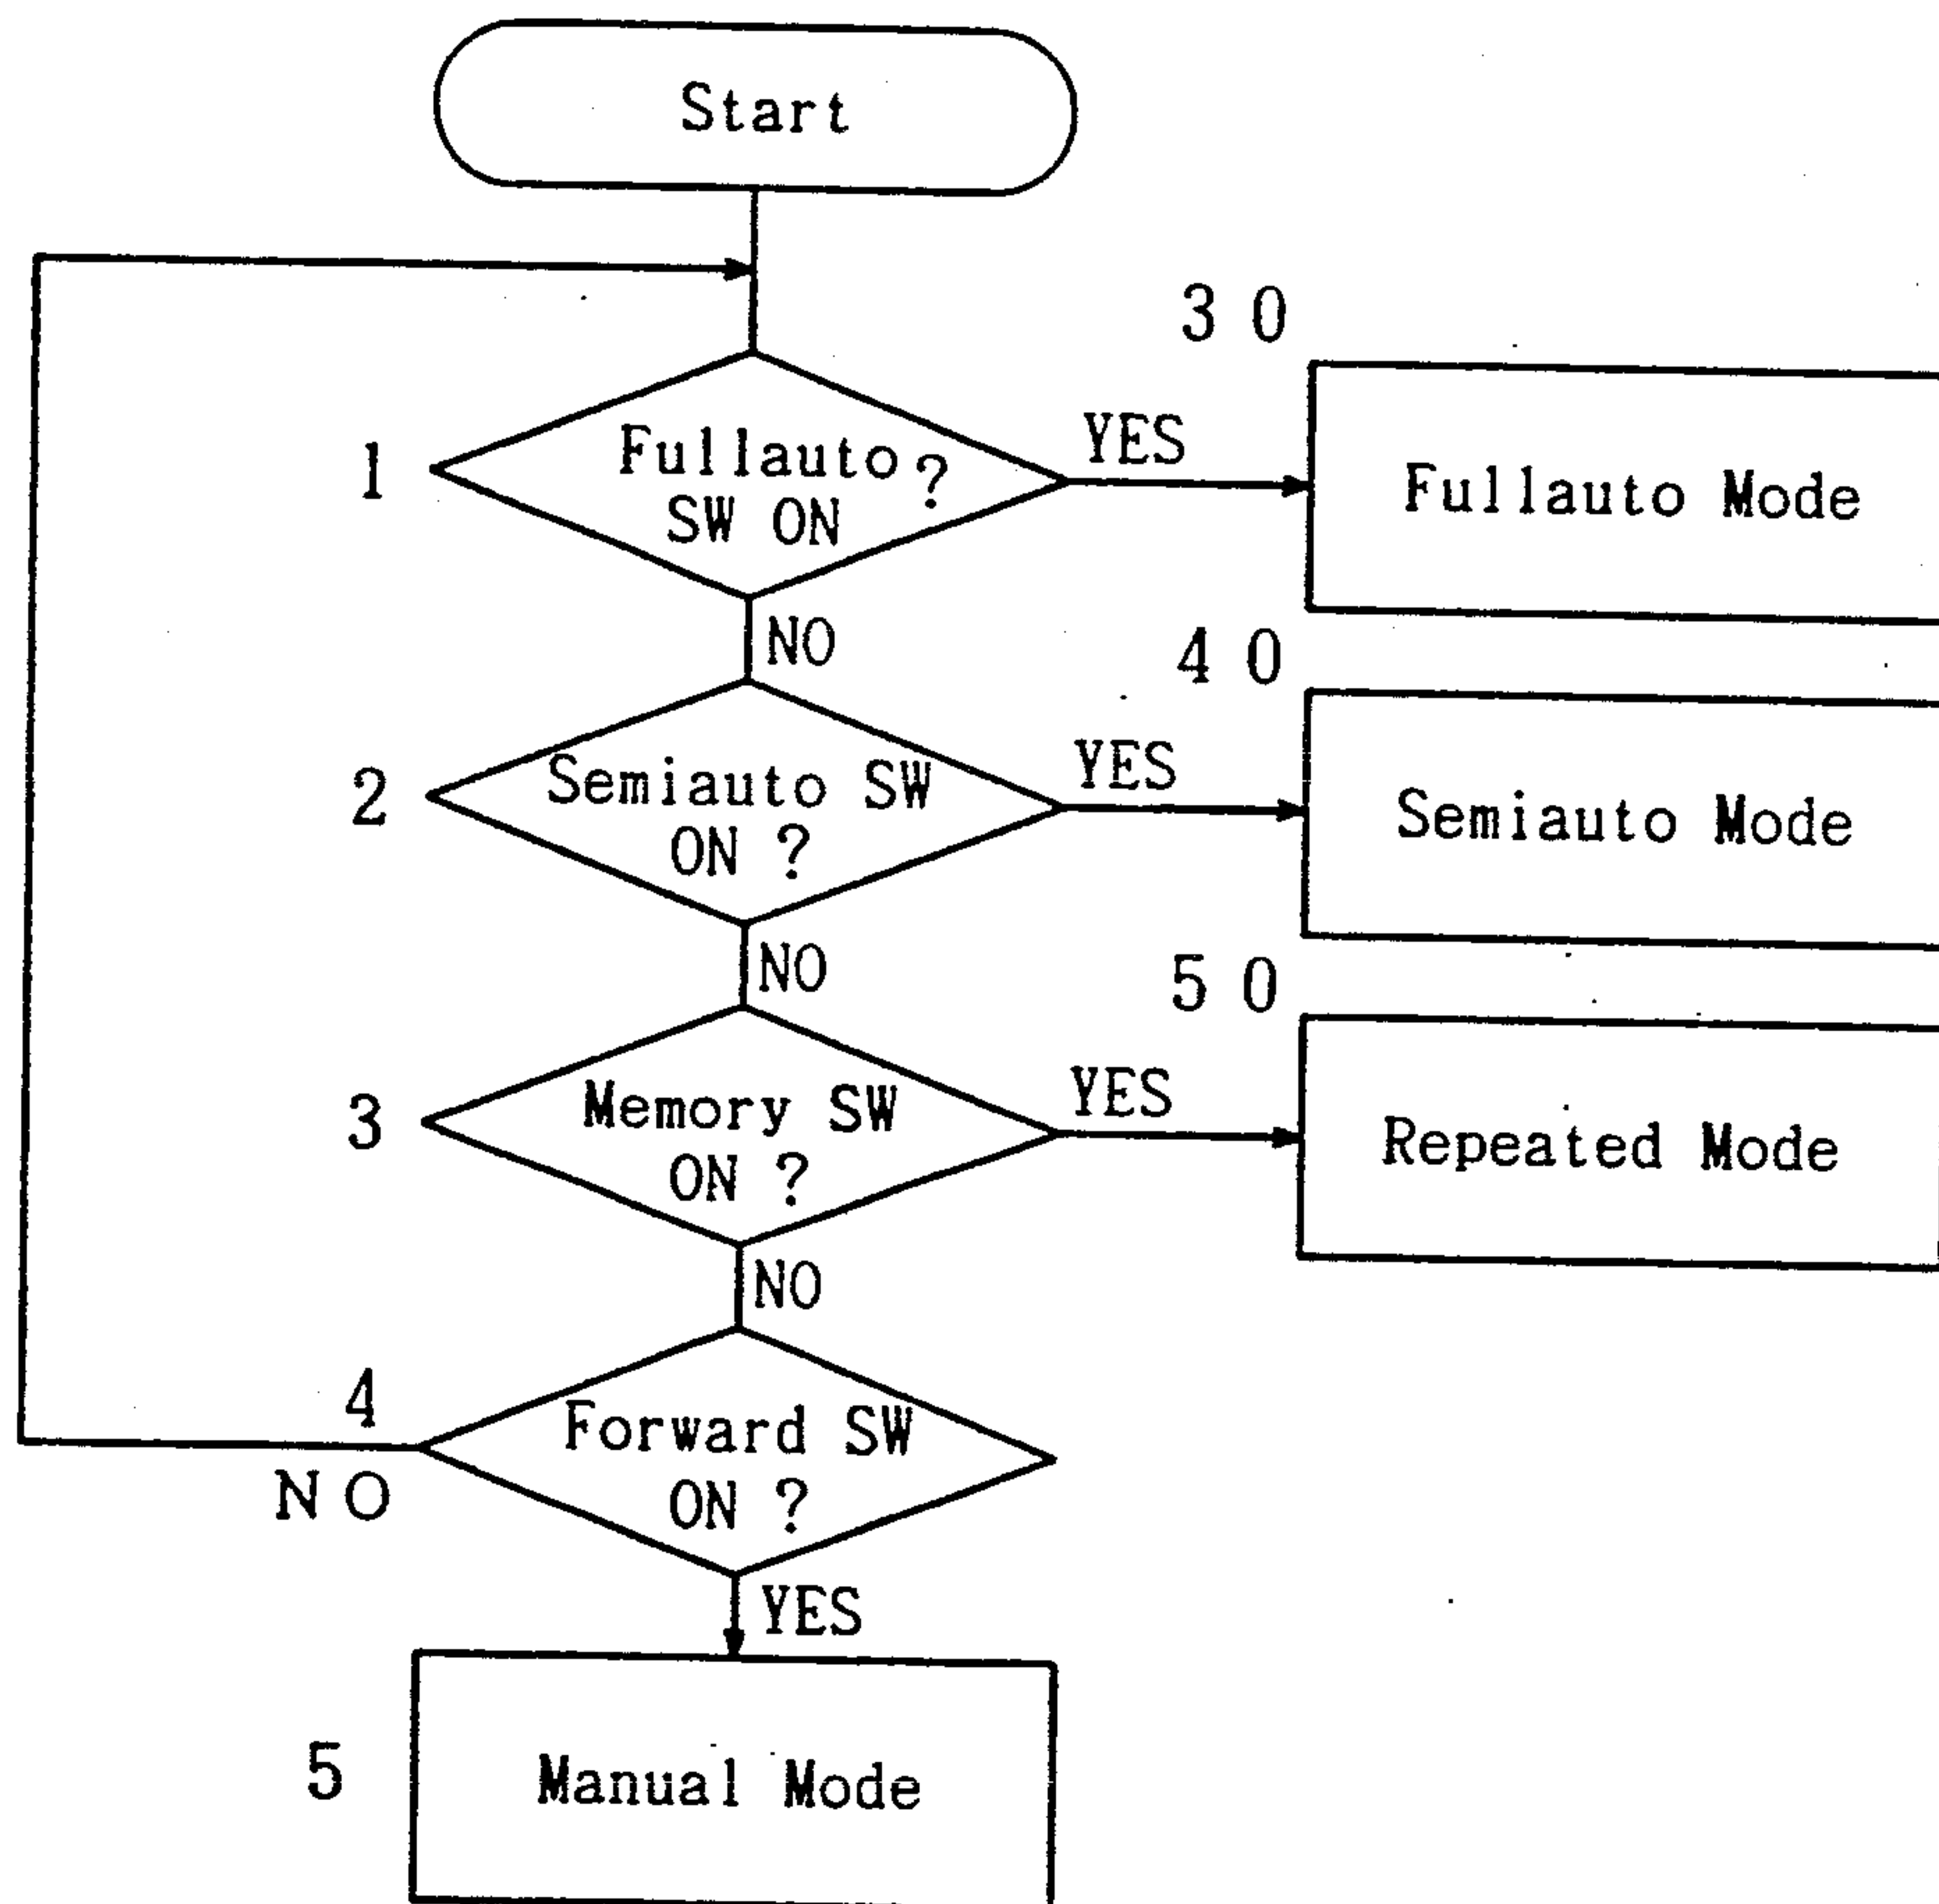 Start
3 0
1
Fullauto ?
SW ON
YES
Fullauto Mode
NO
4 0
2
Semiauto SW
ON ?
YES
Semiauto Mode
NO
5 0
3
Memory SW
ON ?
YES
Repeated Mode
NO
4
Forward SW
ON ?
NO
YES
5
Manual Mode